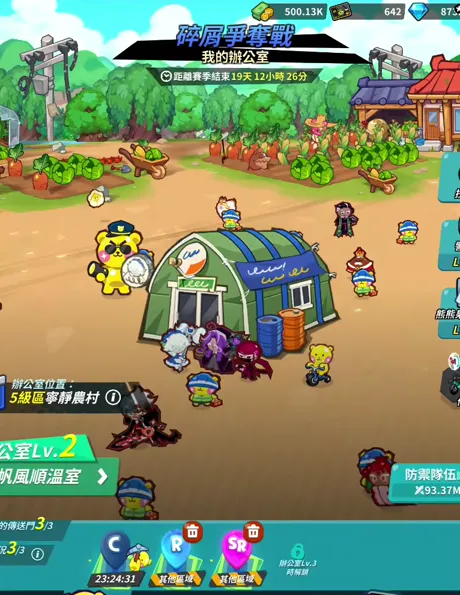 500.13K
642
873
碎屑爭奪戰
我的辦公室
距離賽季結束19天 12小時 26分
辦公室位置：
5級區寧靜農村
公室Lv.2
帆風順溫室
熊熊
防禦隊伍
93.37M
的傳送門3/3
況3/3
C
R
SR
23:24:31
其他區域
其他區域
辦公室Lv.3
時解鎖